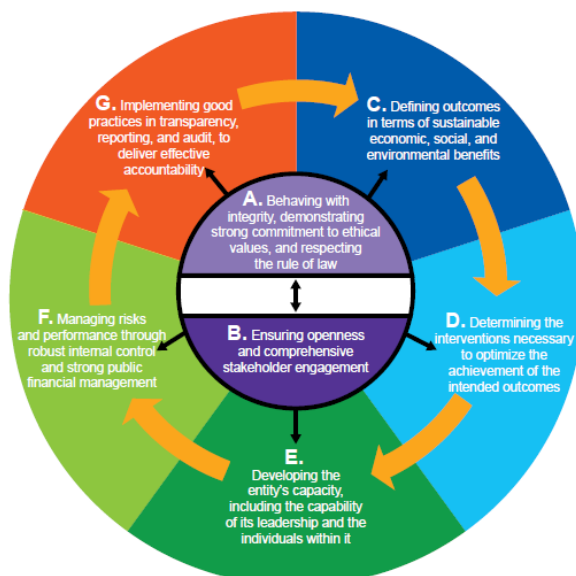 A. Behaving with
integrity, demonstrating
strong commitment to ethical
values, and respecting
the rule of law
B. Ensuring openness
and comprehensive
stakeholder engagement
C. Defining outcomes
in terms of sustainable
economic, social, and
environmental benefits
D. Determining the
interventions necessary
to optimize the
achievement of the
intended outcomes
E.
Developing the
entity's capacity,
including the capability
of its leadership and the
individuals within it
F. Managing risks
and performance through
robust internal control
and strong public
financial management
G. Implementing good
practices in transparency,
reporting, and audit, to
deliver effective
accountability